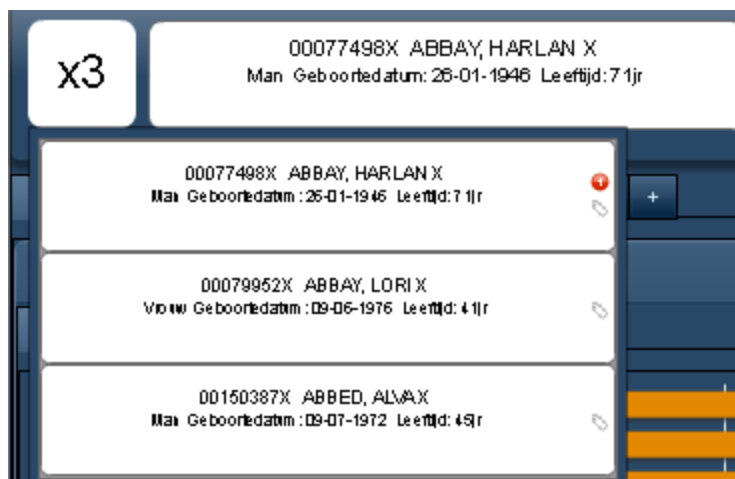 x3
00077498X ABBAY, HARLAN X
Man Geboortedatum: 26-01-1946 Leeftijd:71jr
00077498X ABBAY, HARLAN X
Man Geboortedatum :26-01-1946 Leeftijd:71jr
+
00079952X ABBAY, LORI X
Vrouw Geboortedatum :09-06-1976 Leeftijd: 41jr
00150387X ABBED, ALVA X
Man Geboortedatum :09-07-1972 Leeftijd: 45jr